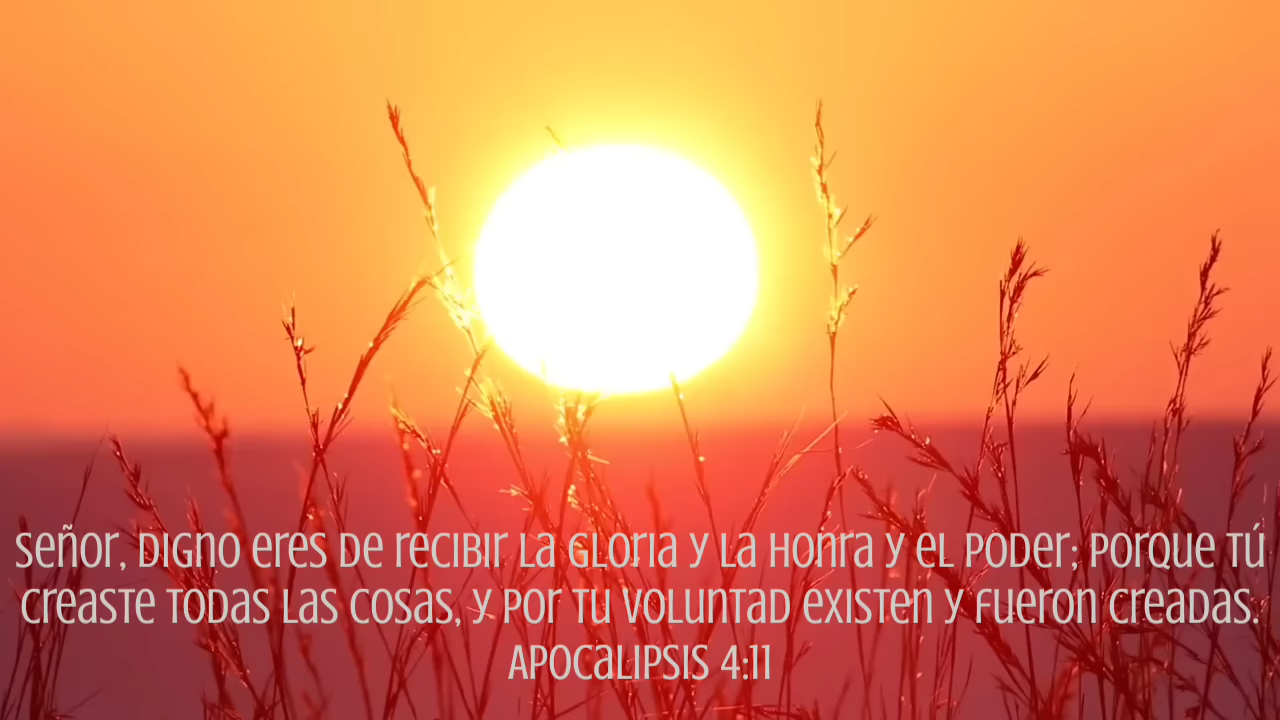 Señor, digno eres de recibir la gloria y la honra y el poder; porque tú
creaste todas las cosas, y por tu voluntad existen y fueron creadas.
Apocalipsis 4:11